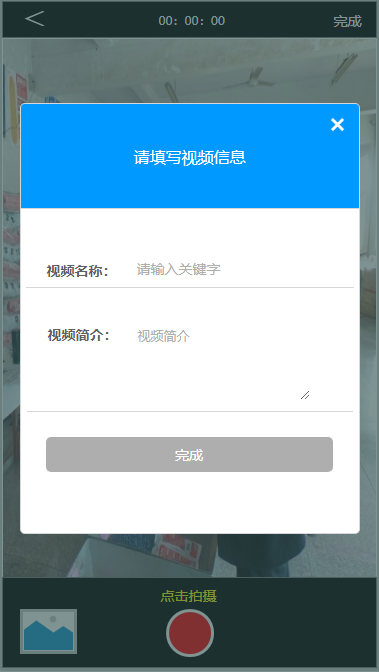 00: 00: 00
完成
请填写视频信息
视频名称：
请输入关键字
视频简介：
视频简介
完成
点击拍摄